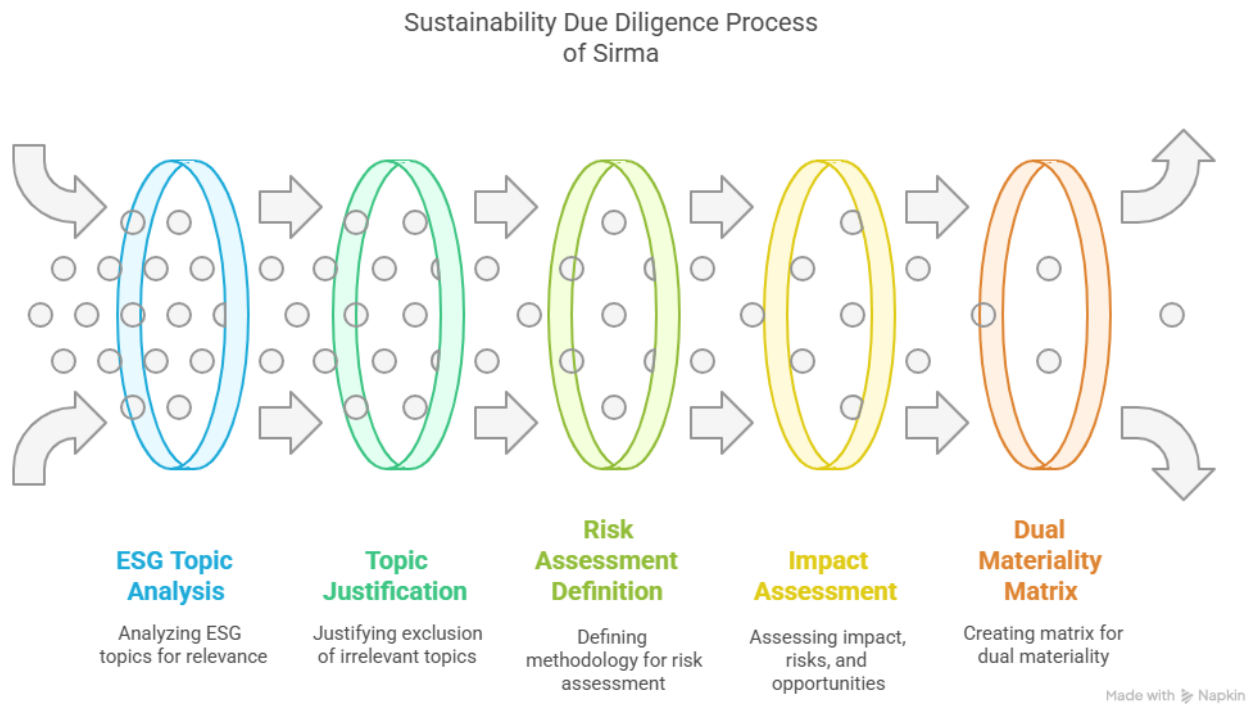 Sustainability Due Diligence Process
of Sirma
ESG Topic
Analysis
Analyzing ESG
topics for relevance
Topic
Justification
Justifying exclusion
of irrelevant topics
Risk
Assessment
Definition
Defining
methodology for risk
assessment
Impact
Assessment
Assessing impact,
risks, and
opportunities
Dual
Materiality
Matrix
Creating matrix for
dual materiality
Made with Napkin